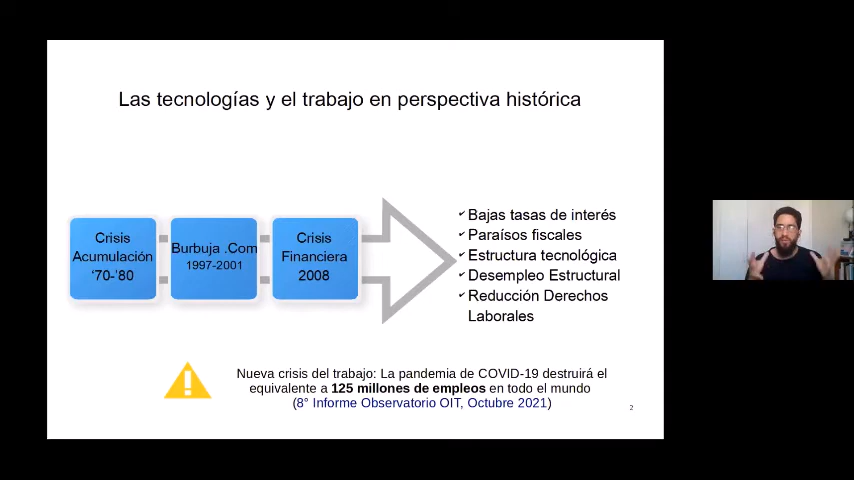 Las tecnologías y el trabajo en perspectiva histórica
Crisis
Acumulación
‘70-’80
Burbuja .Com
1997-2001
Crisis
Financiera
2008
✔Bajas tasas de interés
✔Paraísos fiscales
✔Estructura tecnológica
✔Desempleo Estructural
✔Reducción Derechos
Laborales
Nueva crisis del trabajo: La pandemia de COVID-19 destruirá el
equivalente a 125 millones de empleos en todo el mundo
(8° Informe Observatorio OIT, Octubre 2021)
2